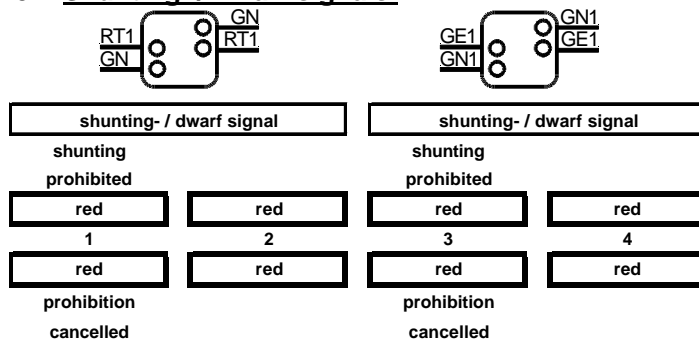 GN GN1
RT1 RT1 GE1 GE1
GN GN1
shunting- / dwarf signal shunting- / dwarf signal
shunting shunting
prohibited prohibited
red red red red
1 2 3 4
red red red red
prohibition prohibition
cancelled cancelled